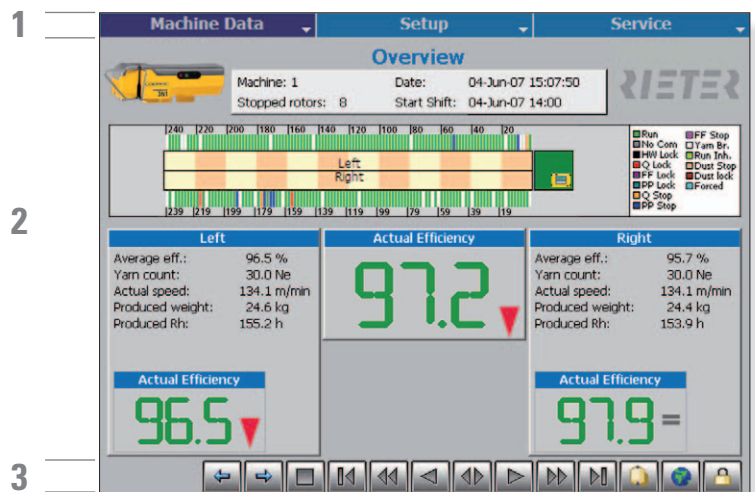 1
Machine Data
Setup
Service
Overview
Machine: 1
Date: 04-Jun-07 15:07:50
Stopped rotors: 8
Start Shift: 04-Jun-07 14:00
RIETER
2
240 220 200 180 160 140 120 100 80 60 40 20
Left
Right
239 219 199 179 159 139 119 99 79 59 39 19
Run
No Com
HW Lock
Q Lock
FF Lock
PP Lock
Q Stop
PP Stop
FF Stop
Yarn Br.
Run Inh.
Dust Stop
Dust lock
Forced
Left
Average eff.: 96.5 %
Yarn count: 30.0 Ne
Actual speed: 134.1 m/min
Produced weight: 24.6 kg
Produced Rh: 155.2 h
Actual Efficiency
96.5
Actual Efficiency
97.2
Right
Average eff.: 95.7 %
Yarn count: 30.0 Ne
Actual speed: 134.1 m/min
Produced weight: 24.4 kg
Produced Rh: 153.9 h
Actual Efficiency
97.9 =
3